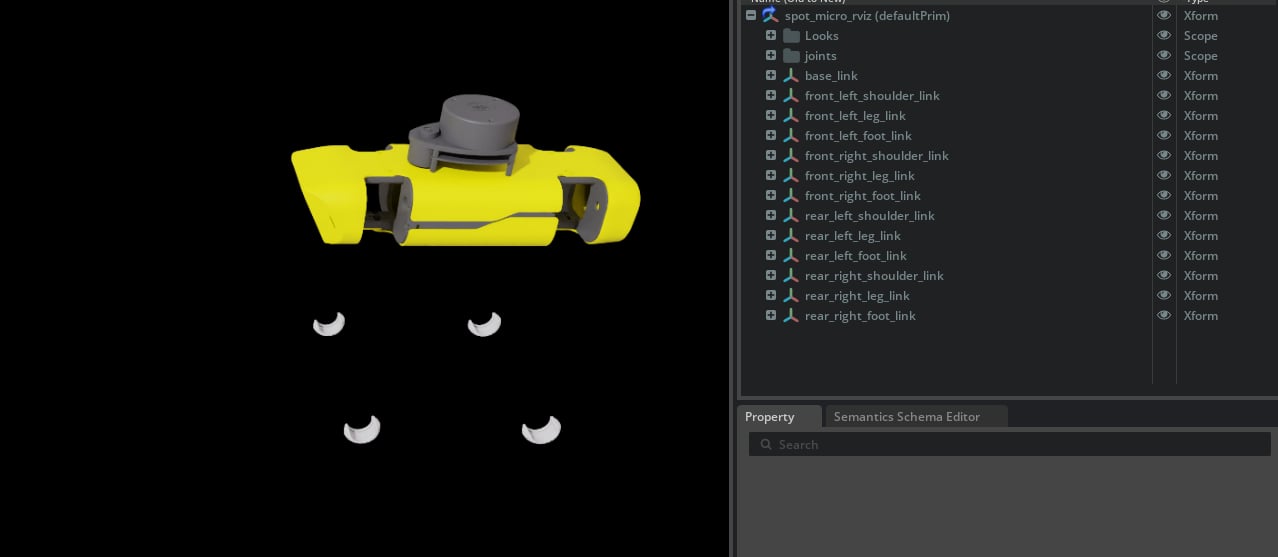 Name (Old to New) Type
spot_micro_rviz (defaultPrim) Xform
Looks Scope
joints Scope
base_link Xform
front_left_shoulder_link Xform
front_left_leg_link Xform
front_left_foot_link Xform
front_right_shoulder_link Xform
front_right_leg_link Xform
front_right_foot_link Xform
rear_left_shoulder_link Xform
rear_left_leg_link Xform
rear_left_foot_link Xform
rear_right_shoulder_link Xform
rear_right_leg_link Xform
rear_right_foot_link Xform
Property Semantics Schema Editor
Search